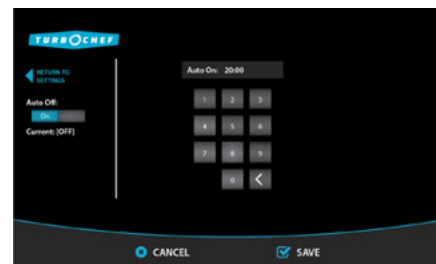 TURBOCHEF
RETURN TO
SETTINGS
Auto Off:
On
Current: [OFF]
Auto On: 20:00
1 2 3
4 5 6
7 8 9
0
CANCEL
SAVE